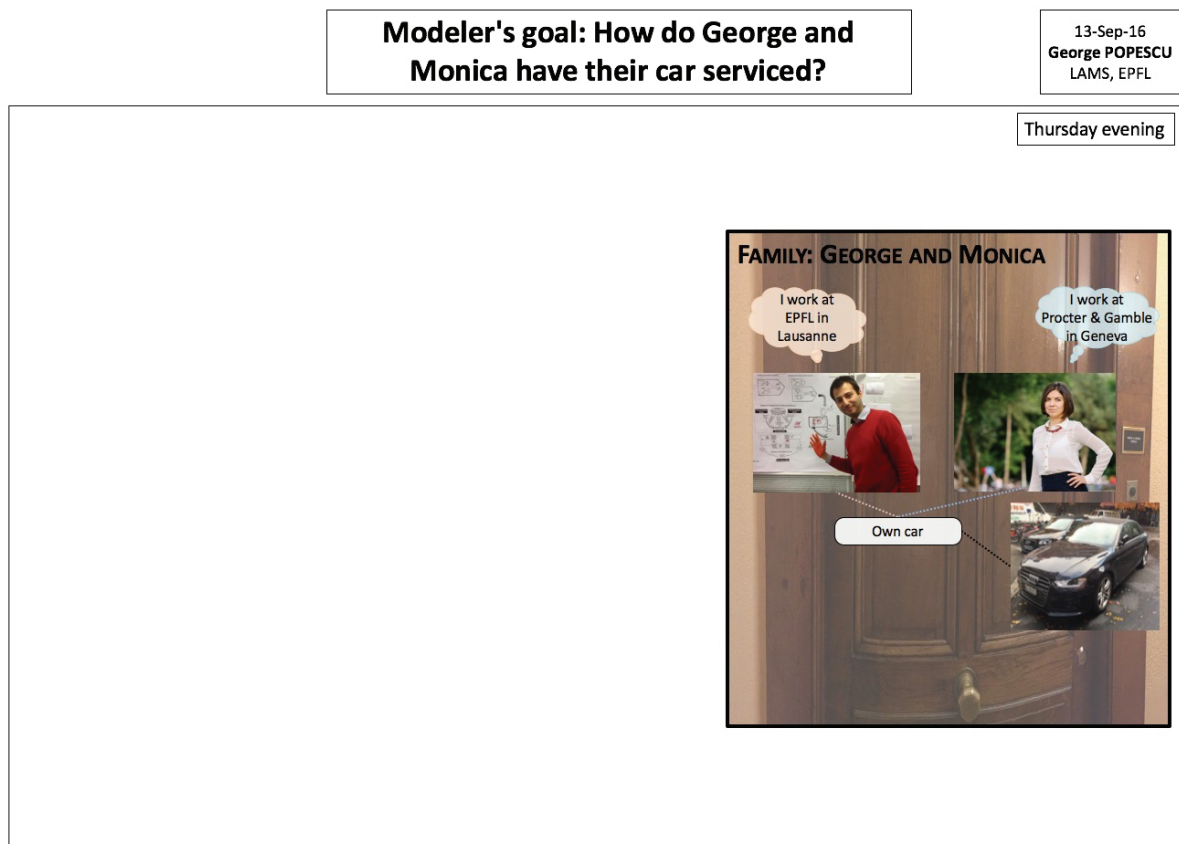 Modeler's goal: How do George and
Monica have their car serviced?
13-Sep-16
George POPESCU
LAMS, EPFL
Thursday evening
FAMILY: GEORGE AND MONICA
I work at
EPFL in
Lausanne
I work at
Procter & Gamble
in Geneva
Own car